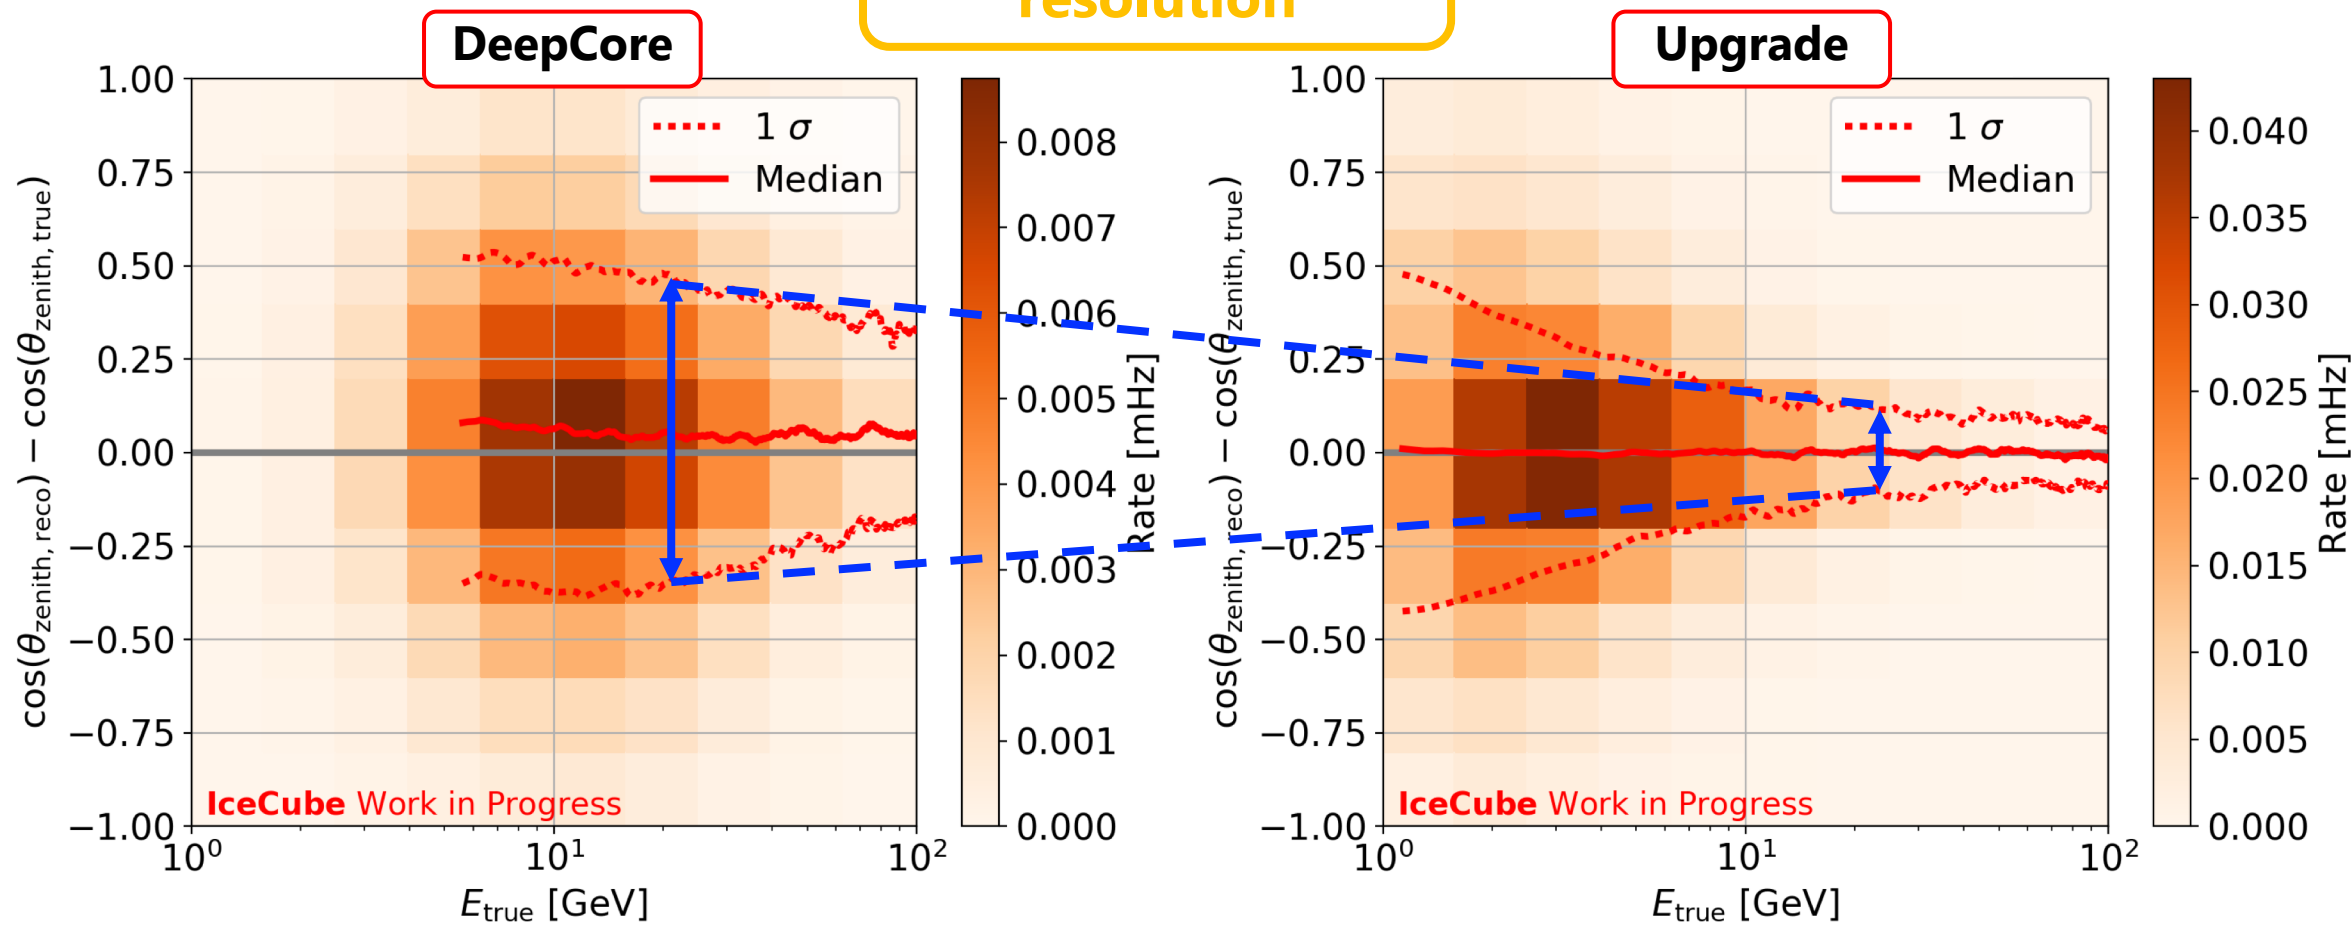 resolution
DeepCore
1.00
0.75
0.50
0.25
0.00
−0.25
−0.50
−0.75
−1.00
cos(θzenith, reco) − cos(θzenith, true)
1 σ
Median
IceCube Work in Progress
10⁰
10¹
10²
Etrue [GeV]
0.008
0.007
0.006
0.005
0.004
0.003
0.002
0.001
0.000
Rate [mHz]
Upgrade
1.00
0.75
0.50
0.25
0.00
−0.25
−0.50
−0.75
−1.00
cos(θzenith, reco) − cos(θzenith, true)
1 σ
Median
IceCube Work in Progress
10⁰
10¹
10²
Etrue [GeV]
0.040
0.035
0.030
0.025
0.020
0.015
0.010
0.005
0.000
Rate [mHz]